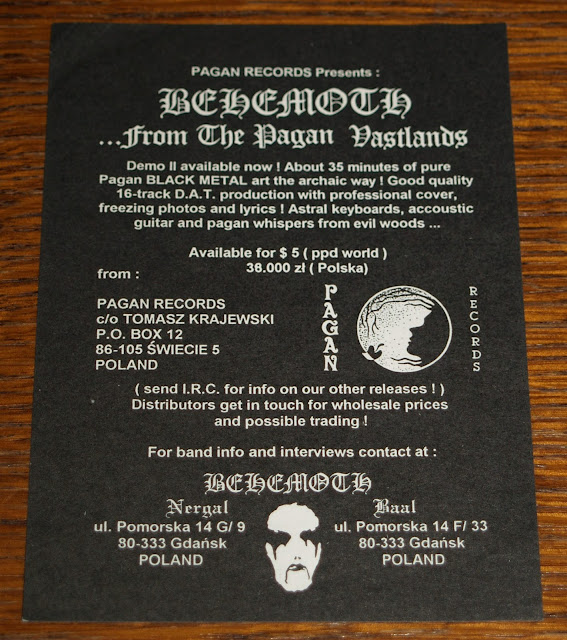 PAGAN RECORDS Presents :
BEHEMOTH
...From The Pagan Vastlands
Demo II available now ! About 35 minutes of pure
Pagan BLACK METAL art the archaic way ! Good quality
16-track D.A.T. production with professional cover,
freezing photos and lyrics ! Astral keyboards, accoustic
guitar and pagan whispers from evil woods ...
Available for $ 5 ( ppd world )
36.000 zł ( Polska)
from :
PAGAN RECORDS
c/o TOMASZ KRAJEWSKI
P.O. BOX 12
86-105 ŚWIECIE 5
POLAND
PAGAN
RECORDS
( send I.R.C. for info on our other releases ! )
Distributors get in touch for wholesale prices
and possible trading !
For band info and interviews contact at :
BEHEMOTH
Nergal
ul. Pomorska 14 G/ 9
80-333 Gdańsk
POLAND
Baal
ul. Pomorska 14 F/ 33
80-333 Gdańsk
POLAND